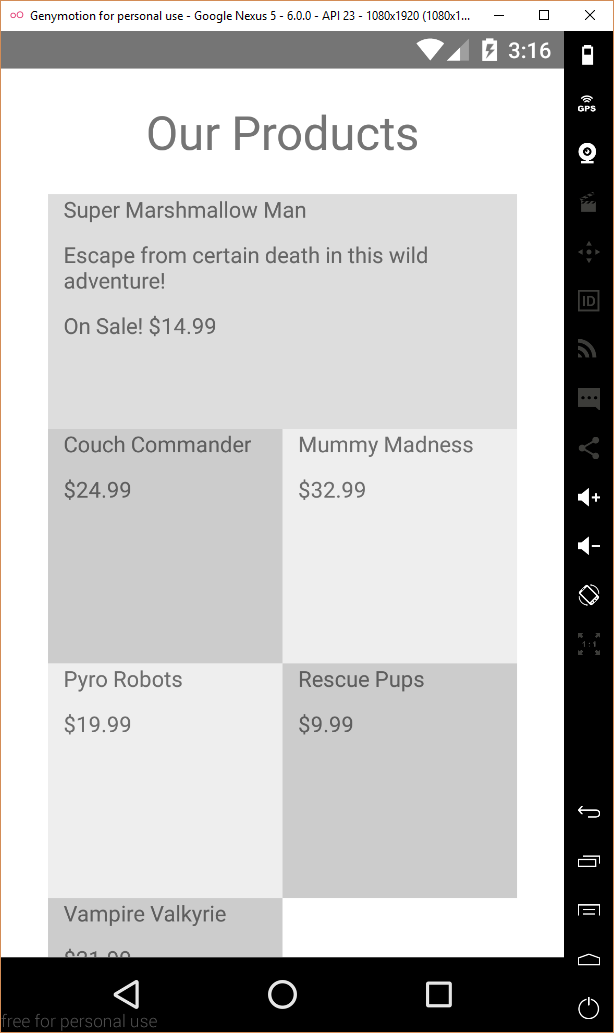 Genymotion for personal use - Google Nexus 5 - 6.0.0 - API 23 - 1080x1920 (1080x1...
3:16
GPS
Our Products
Super Marshmallow Man
Escape from certain death in this wild
adventure!
On Sale! $14.99
ID
Couch Commander
$24.99
Mummy Madness
$32.99
1:1
Pyro Robots
$19.99
Rescue Pups
$9.99
Vampire Valkyrie
free for personal use